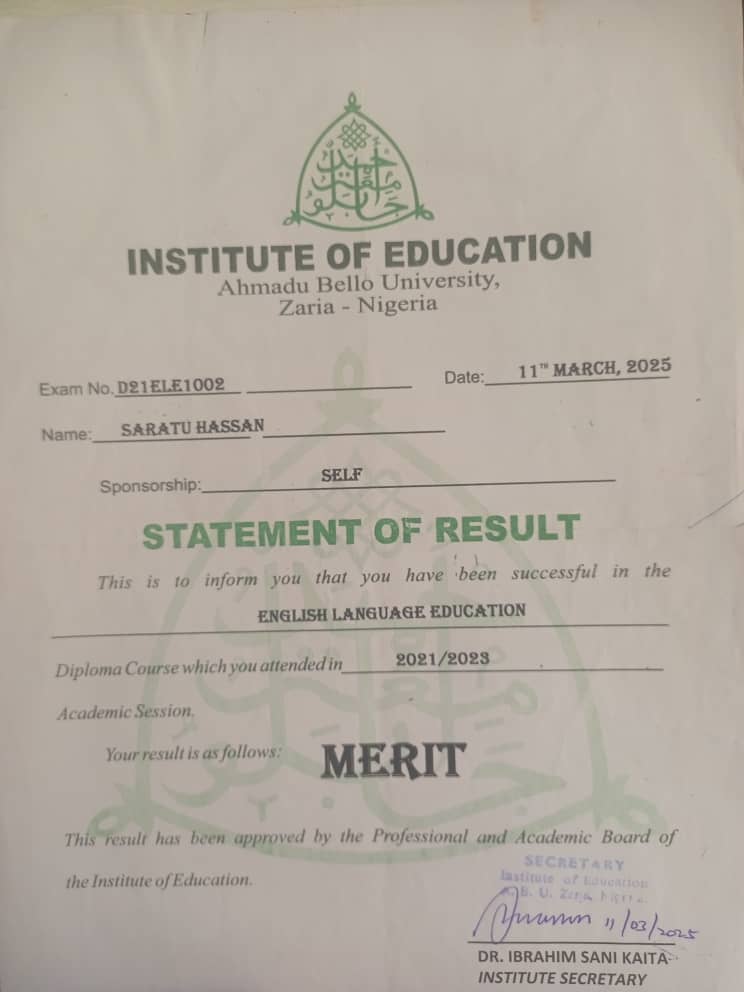 INSTITUTE OF EDUCATION
Ahmadu Bello University,
Zaria - Nigeria
Exam No. D21ELE1002
Date: 11TH MARCH, 2025
Name: SARATU HASSAN
Sponsorship: SELF
STATEMENT OF RESULT
This is to inform you that you have been successful in the
ENGLISH LANGUAGE EDUCATION
Diploma Course which you attended in 2021/2023
Academic Session.
Your result is as follows: MERIT
This result has been approved by the Professional and Academic Board of
the Institute of Education.
SECRETARY
Institute of Education
A. B. U. Zaria, Nigeria.
11/03/2025
DR. IBRAHIM SANI KAITA
INSTITUTE SECRETARY